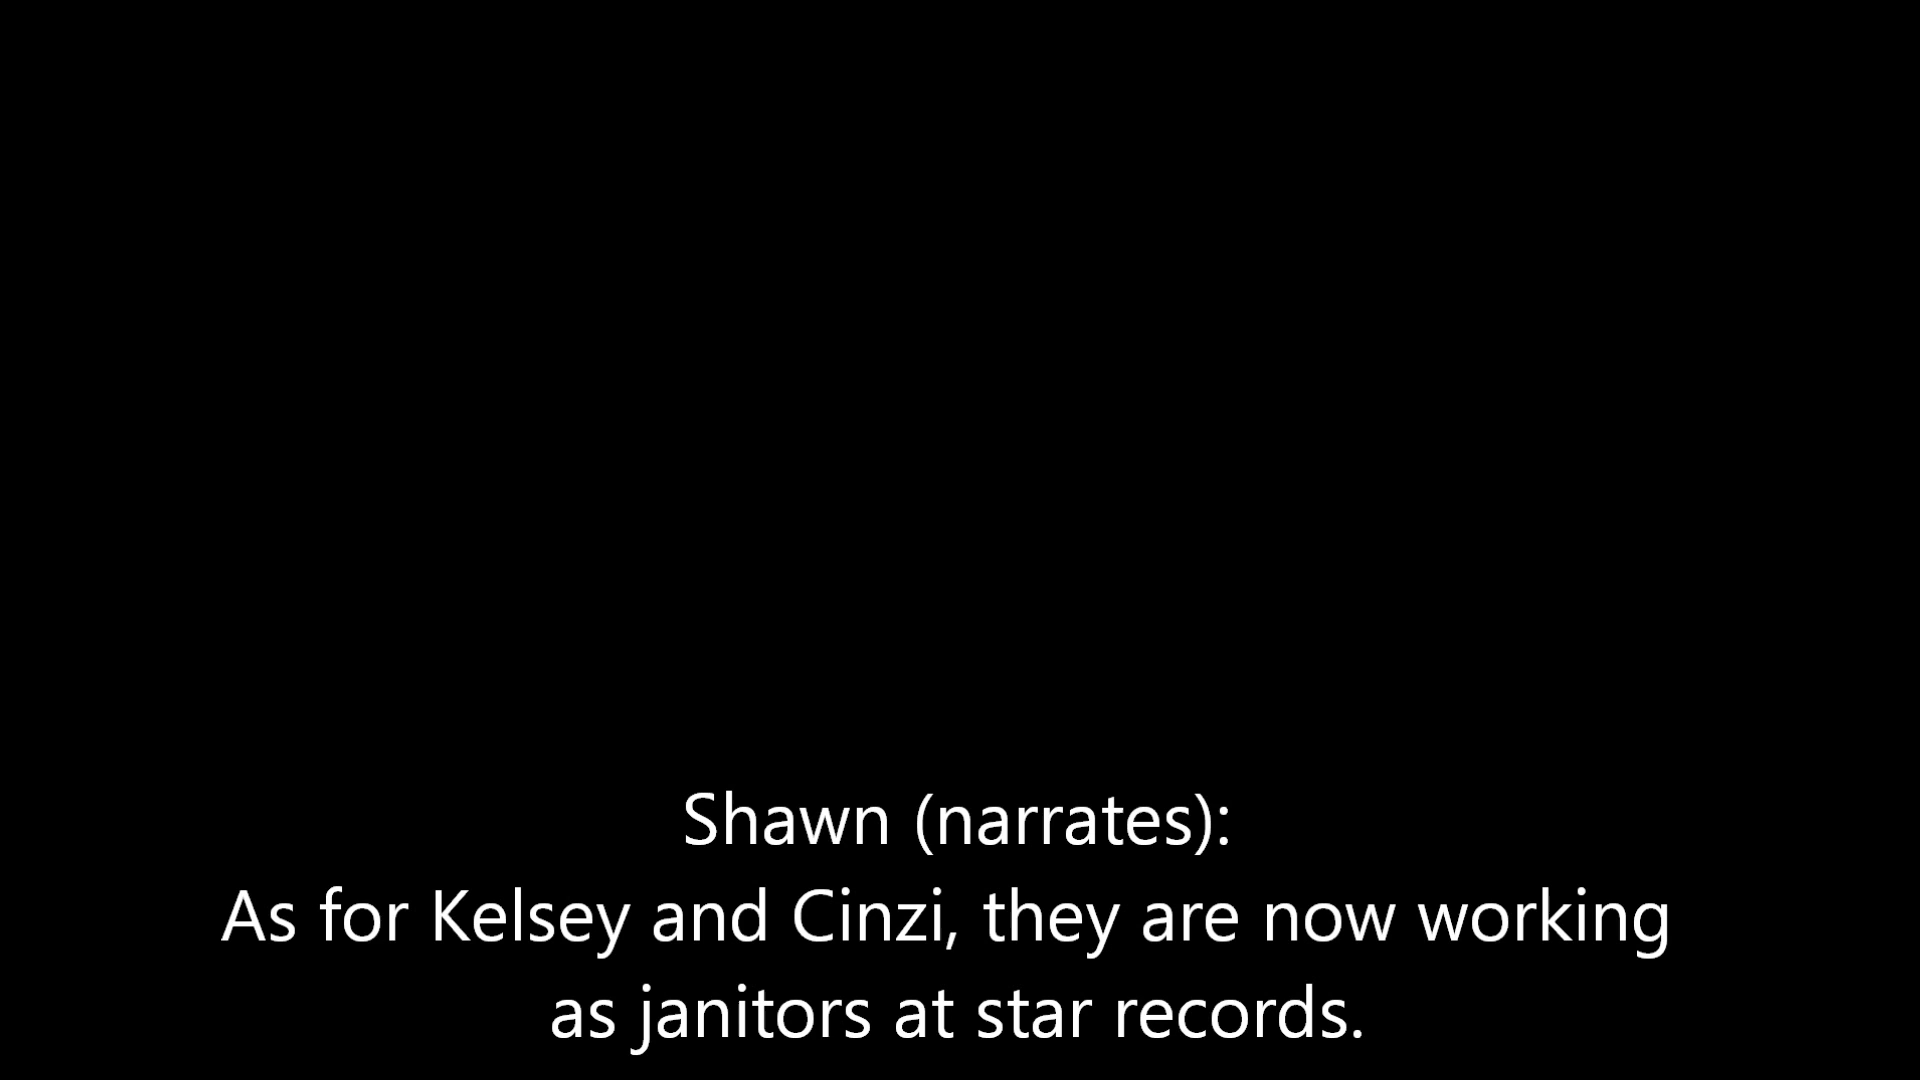 Shawn (narrates):
As for Kelsey and Cinzi, they are now working
as janitors at star records.